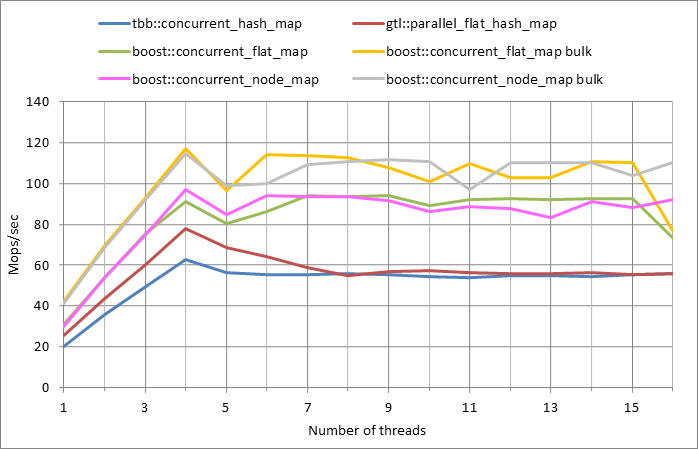 tbb::concurrent_hash_map
gtl::parallel_flat_hash_map
boost::concurrent_flat_map
boost::concurrent_flat_map bulk
boost::concurrent_node_map
boost::concurrent_node_map bulk
140
120
100
80
60
40
20
0
Mops/sec
1
3
5
7
9
11
13
15
Number of threads